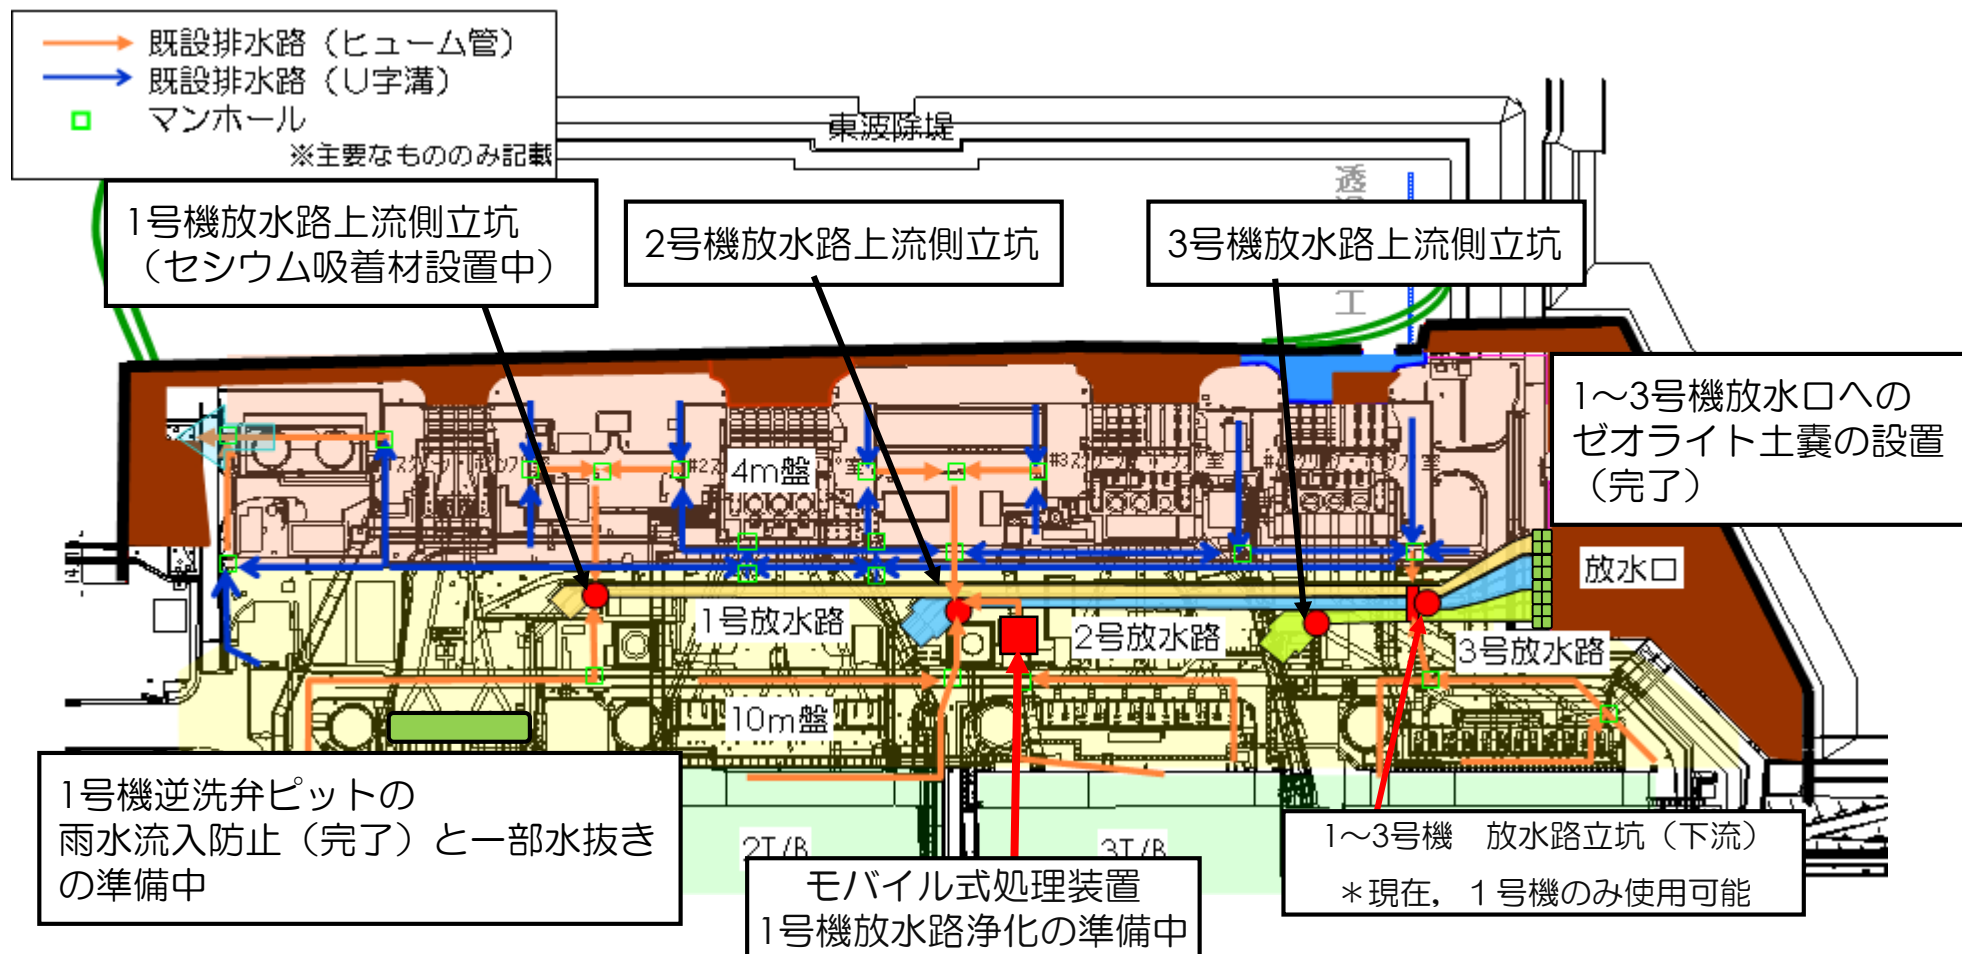 既設排水路（ヒューム管）
既設排水路（U字溝）
マンホール
※主要なもののみ記載
東波除堤
透
工
1号機放水路上流側立坑
（セシウム吸着材設置中）
2号機放水路上流側立坑
3号機放水路上流側立坑
1～3号機放水口への
ゼオライト土嚢の設置
（完了）
4m盤
放水口
1号放水路
2号放水路
3号放水路
10m盤
1号機逆洗弁ピットの
雨水流入防止（完了）と一部水抜き
の準備中
2T/B
3T/B
モバイル式処理装置
1号機放水路浄化の準備中
1～3号機　放水路立坑（下流）
＊現在，１号機のみ使用可能